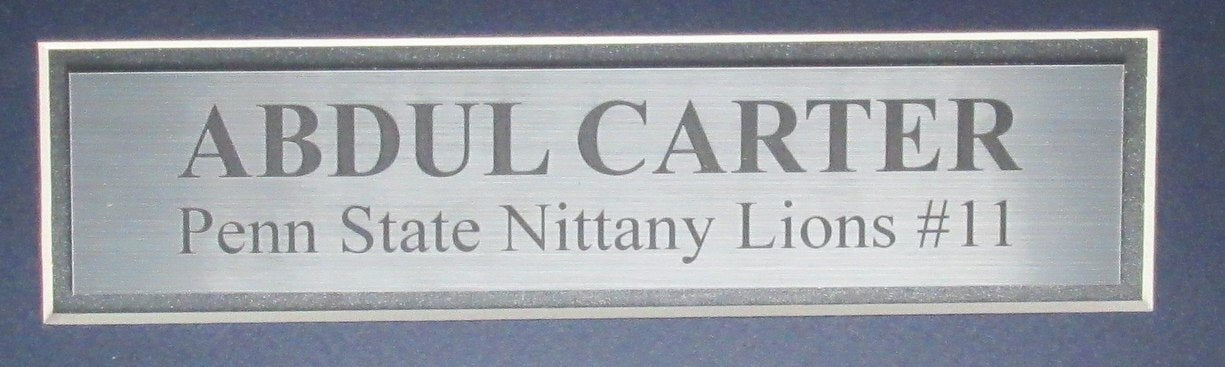 ABDUL CARTER
Penn State Nittany Lions #11